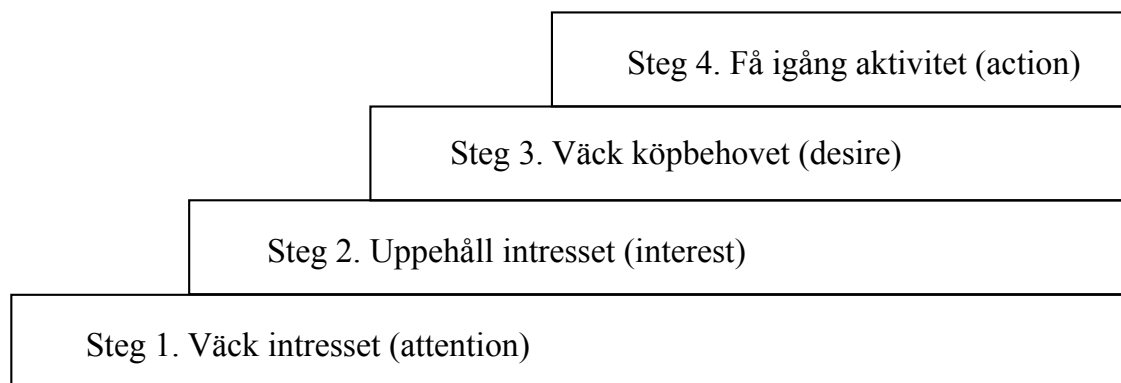 Steg 4. Få igång aktivitet (action)
Steg 3. Väck köpbehovet (desire)
Steg 2. Uppehåll intresset (interest)
Steg 1. Väck intresset (attention)